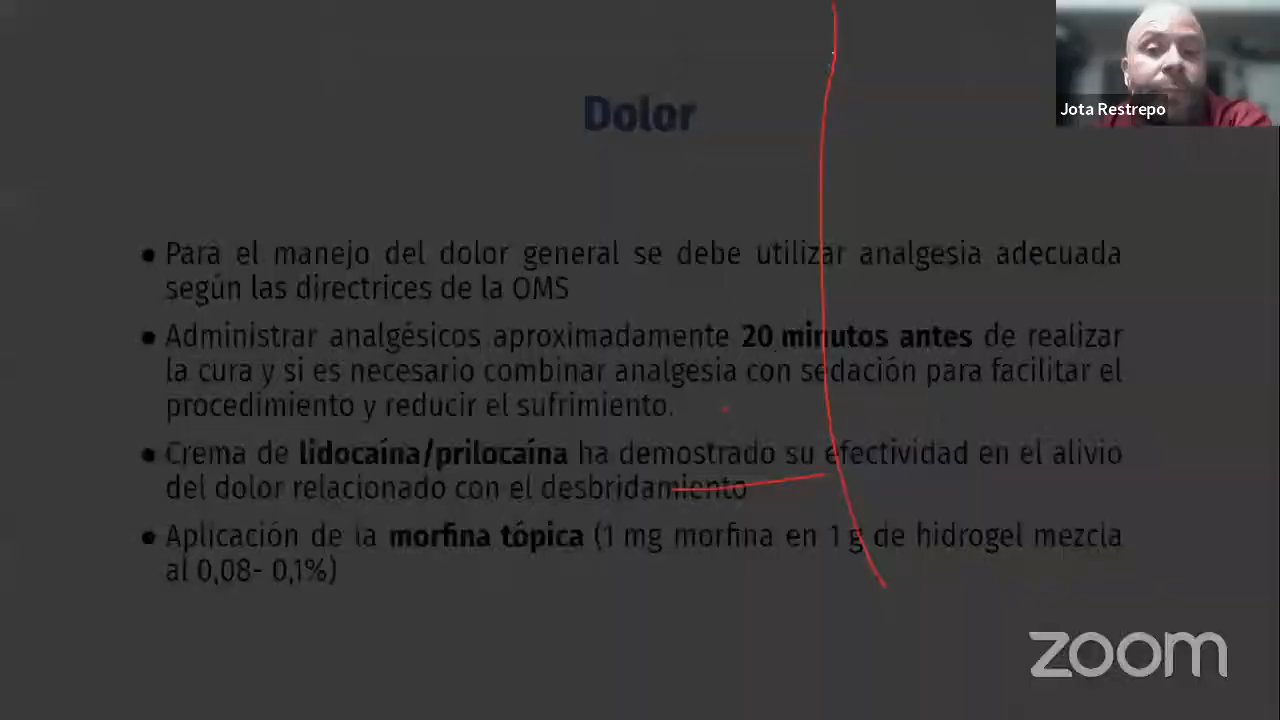 Jota Restrepo
Dolor
● Para el manejo del dolor general se debe utilizar analgesia adecuada
según las directrices de la OMS
● Administrar analgésicos aproximadamente 20 minutos antes de realizar
la cura y si es necesario combinar analgesia con sedación para facilitar el
procedimiento y reducir el sufrimiento.
● Crema de lidocaína/prilocaína ha demostrado su efectividad en el alivio
del dolor relacionado con el desbridamiento
● Aplicación de la morfina tópica (1 mg morfina en 1 g de hidrogel mezcla
al 0,08- 0,1%)
zoom